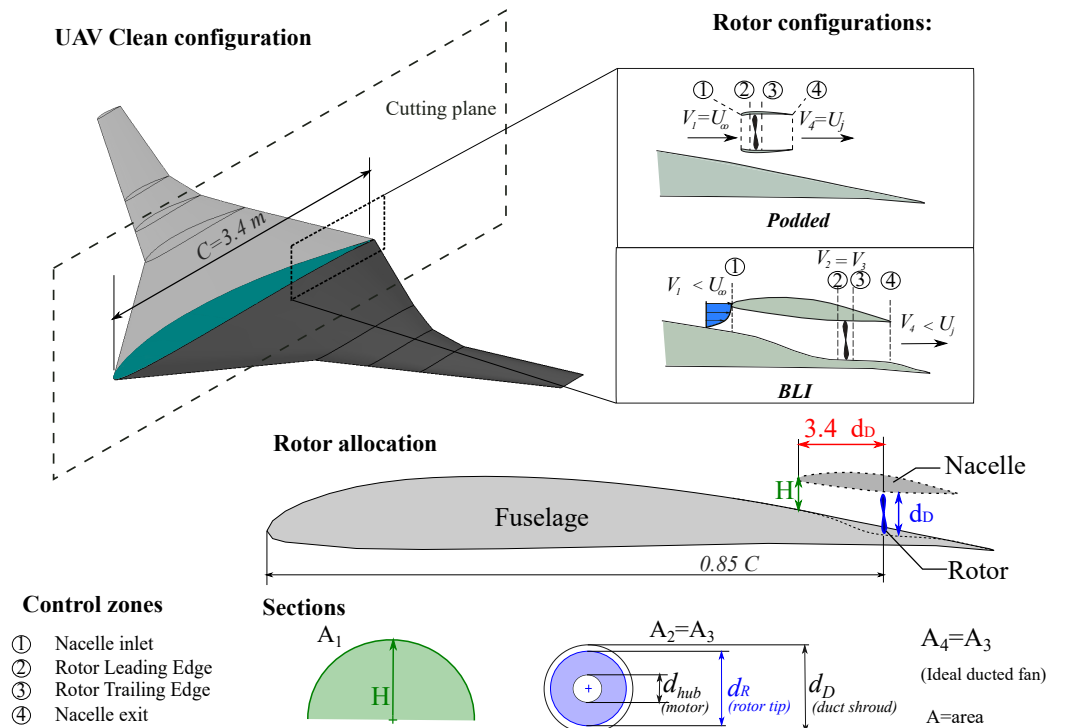 UAV Clean configuration
Rotor configurations:
Cutting plane
C=3.4 m
① ② ③ ④
V₁=U∞ V₄=Uⱼ
Podded
V₂ = V₃
① ② ③ ④
V₁ < U∞
V₄ < Uⱼ
BLI
Rotor allocation
3.4 dD
Nacelle
H
dD
Fuselage
0.85 C
Rotor
Control zones
① Nacelle inlet
② Rotor Leading Edge
③ Rotor Trailing Edge
④ Nacelle exit
Sections
A₁
H
A₂=A₃
dhub
(motor)
dR
(rotor tip)
dD
(duct shroud)
A₄=A₃
(Ideal ducted fan)
A=area